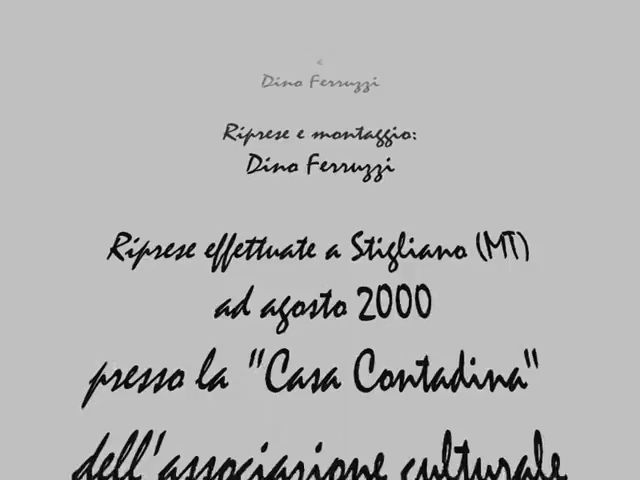 e
Dino Ferruzzi
Riprese e montaggio:
Dino Ferruzzi
Riprese effettuate a Stigliano (MT)
ad agosto 2000
presso la "Casa Contadina"
dell'associazione culturale